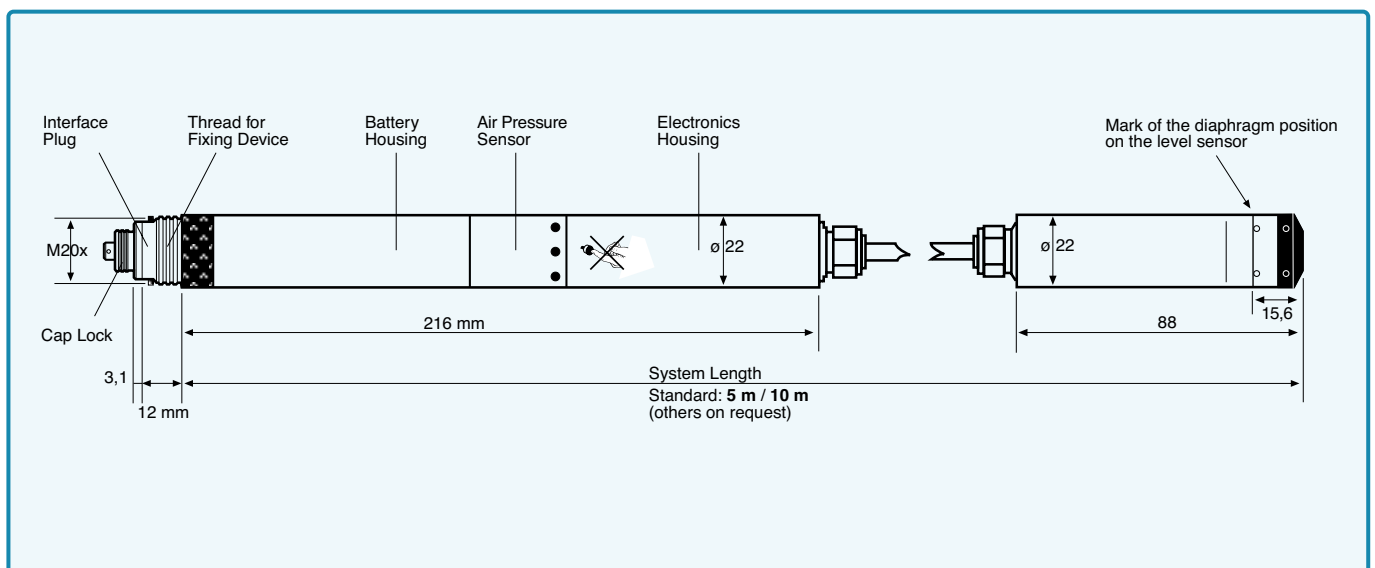 Interface
Plug
Thread for
Fixing Device
Battery
Housing
Air Pressure
Sensor
Electronics
Housing
Mark of the diaphragm position
on the level sensor
M20x
ø 22
ø 22
Cap Lock
216 mm
88
15,6
3,1
12 mm
System Length
Standard: 5 m / 10 m
(others on request)